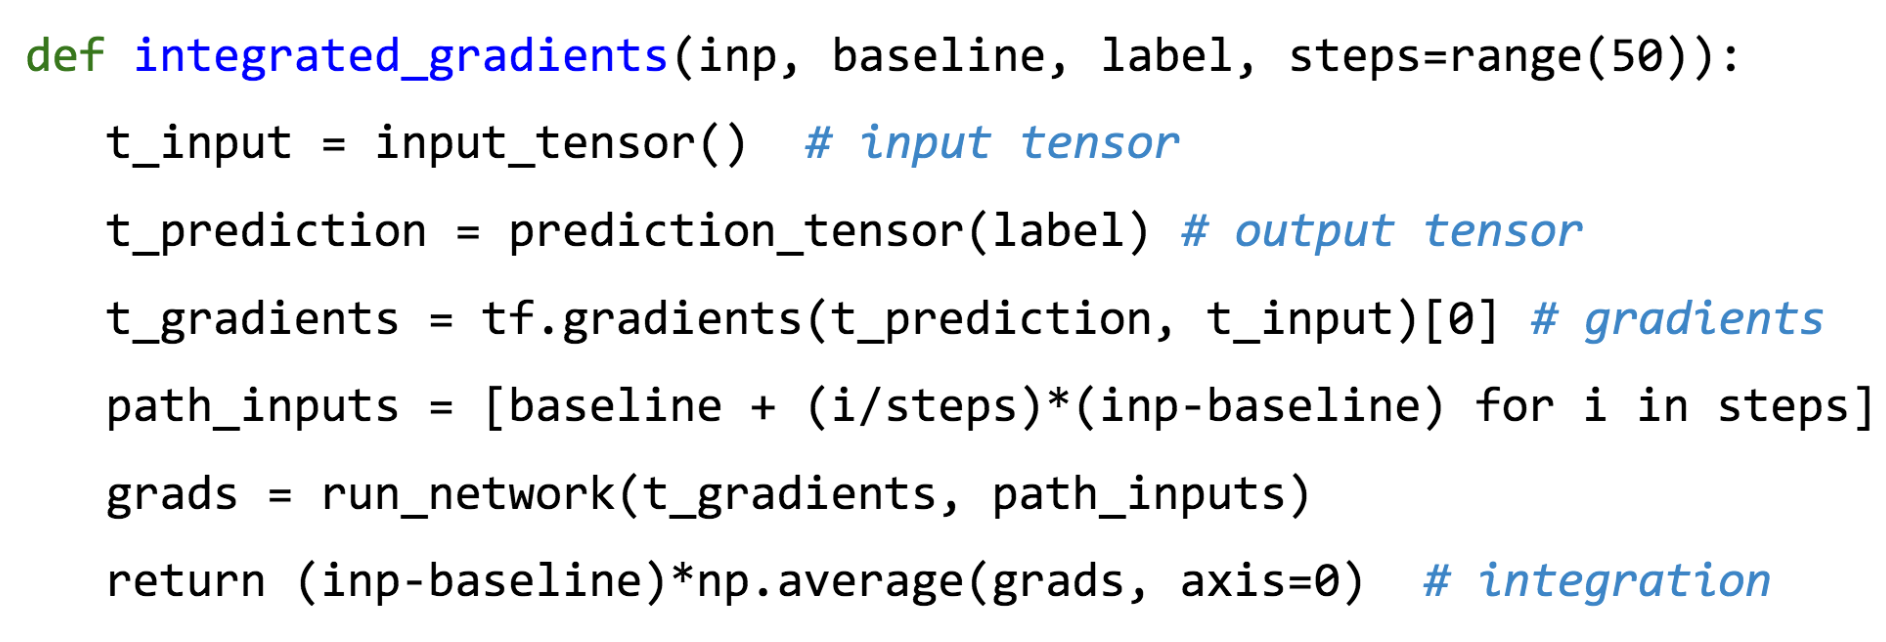 def integrated_gradients(inp, baseline, label, steps=range(50)):
t_input = input_tensor()  # input tensor
t_prediction = prediction_tensor(label) # output tensor
t_gradients = tf.gradients(t_prediction, t_input)[0] # gradients
path_inputs = [baseline + (i/steps)*(inp-baseline) for i in steps]
grads = run_network(t_gradients, path_inputs)
return (inp-baseline)*np.average(grads, axis=0)  # integration